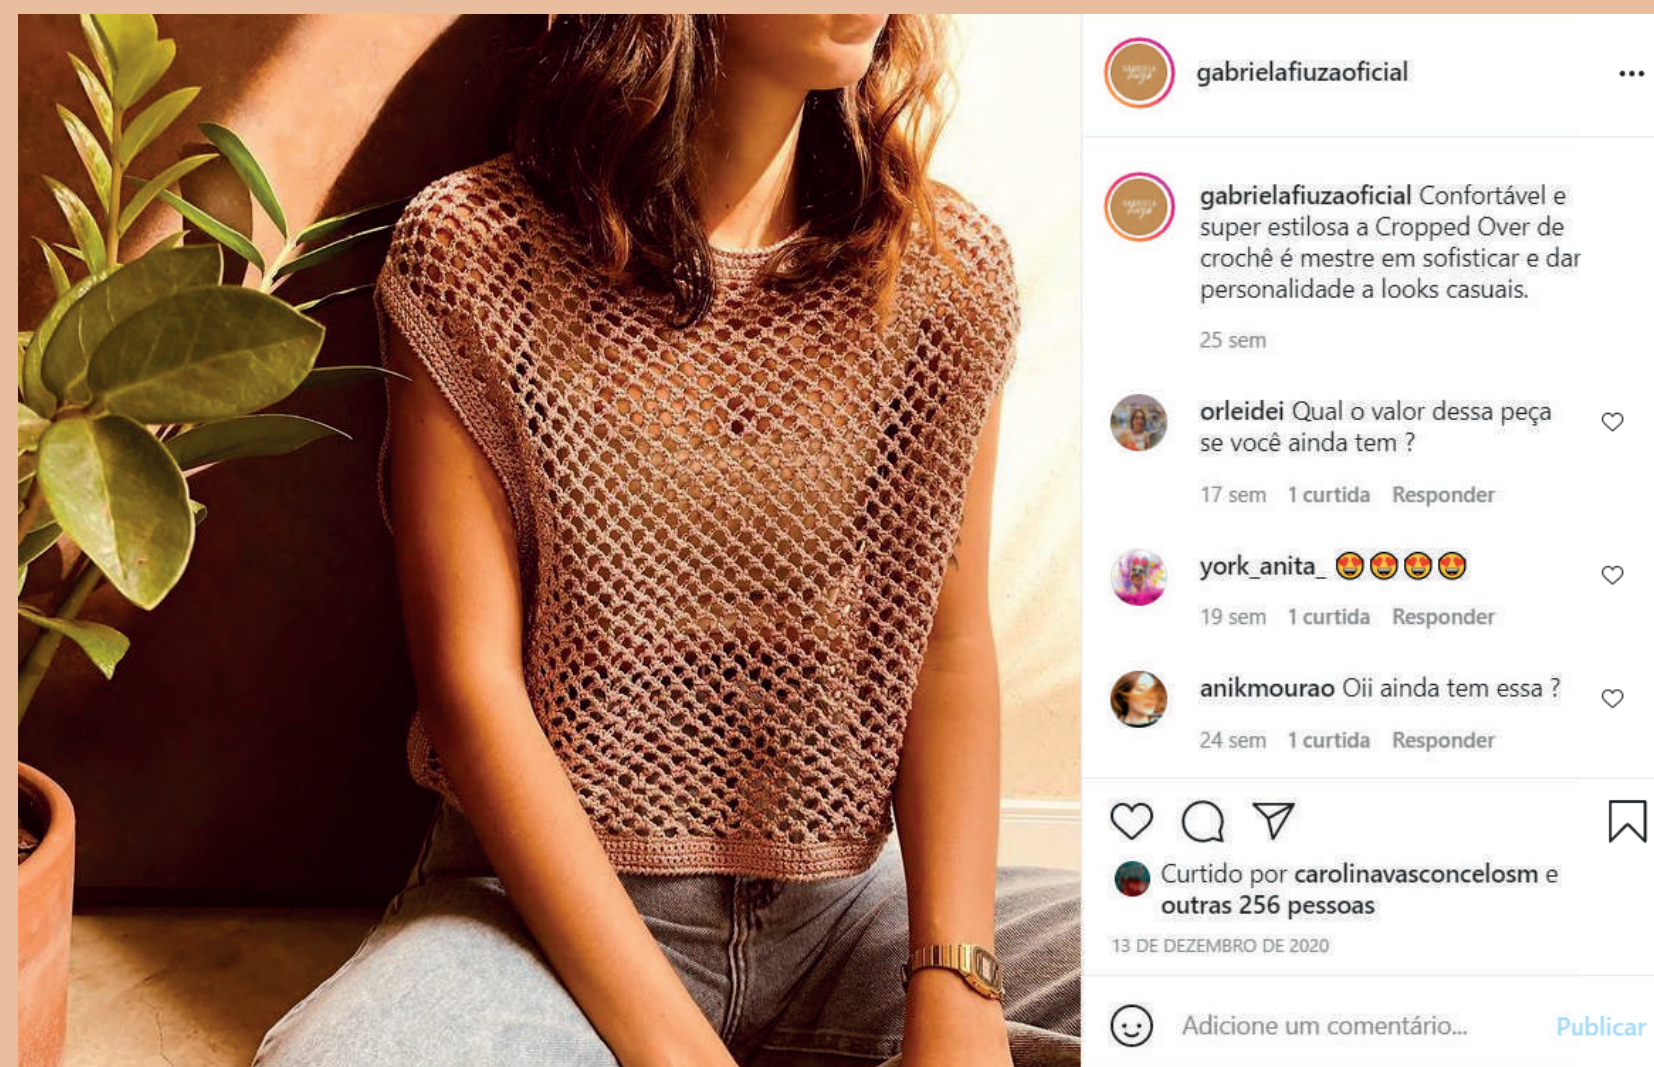 gabrielafiuzaoficial
gabrielafiuzaoficial Confortável e
super estilosa a Cropped Over de
crochê é mestre em sofisticar e dar
personalidade a looks casuais.
25 sem
orleidei Qual o valor dessa peça
se você ainda tem ?
17 sem 1 curtida Responder
york_anita_ 😍😍😍😍
19 sem 1 curtida Responder
anikmourao Oii ainda tem essa ?
24 sem 1 curtida Responder
Curtido por carolinavasconcelosm e
outras 256 pessoas
13 DE DEZEMBRO DE 2020
Adicione um comentário... Publicar